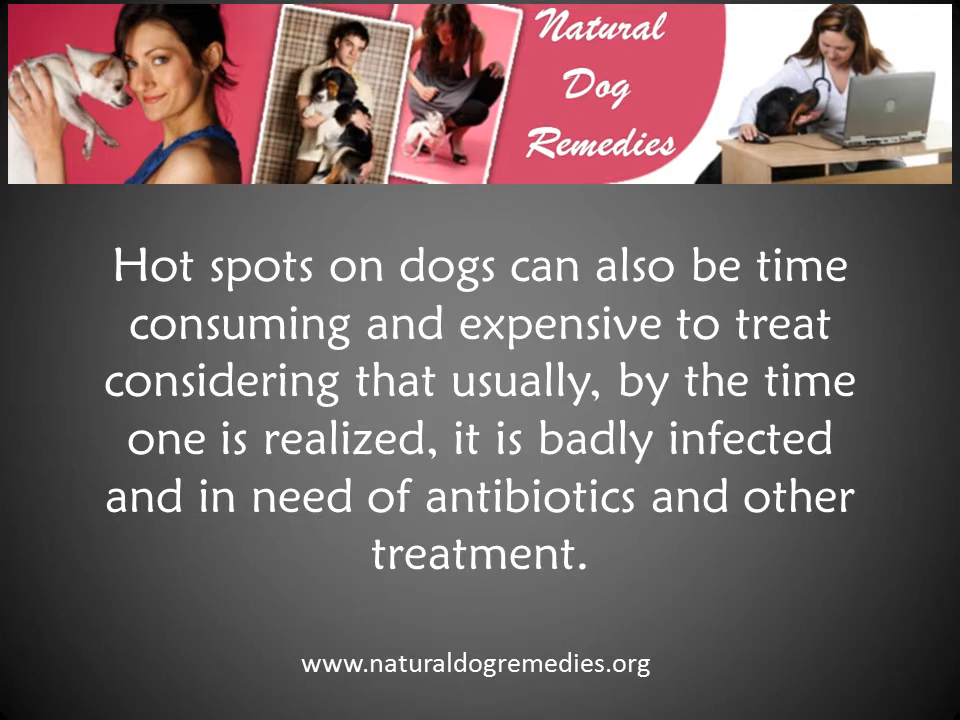 Natural
Dog
Remedies
Hot spots on dogs can also be time
consuming and expensive to treat
considering that usually, by the time
one is realized, it is badly infected
and in need of antibiotics and other
treatment.
www.naturaldogremedies.org